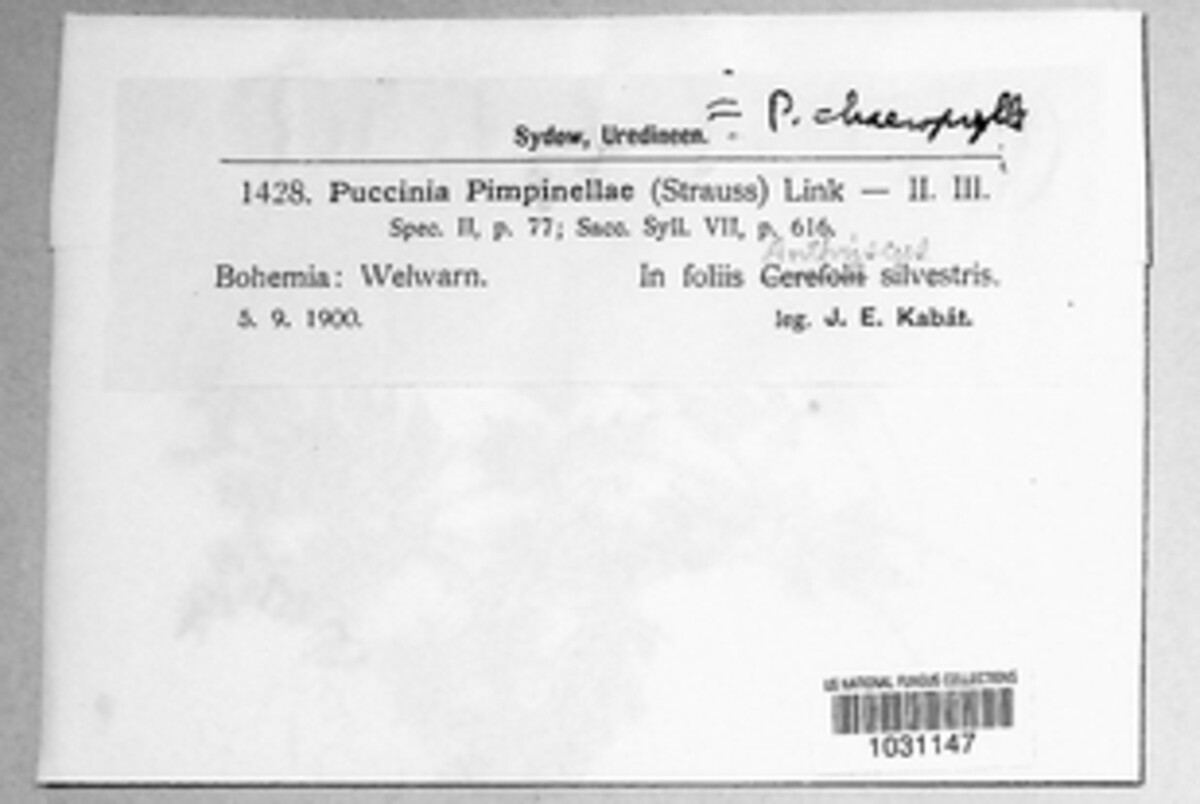 Sydow, Uredineen. = P. chaerophylli
1428. Puccinia Pimpinellae (Strauss) Link — II. III.
Spec. II, p. 77; Sacc. Syll. VII, p. 616.
Anthriscus
Bohemia: Welwarn. In foliis Cerefolii silvestris.
5. 9. 1900. leg. J. E. Kabát.
US NATIONAL FUNGUS COLLECTIONS
1031147